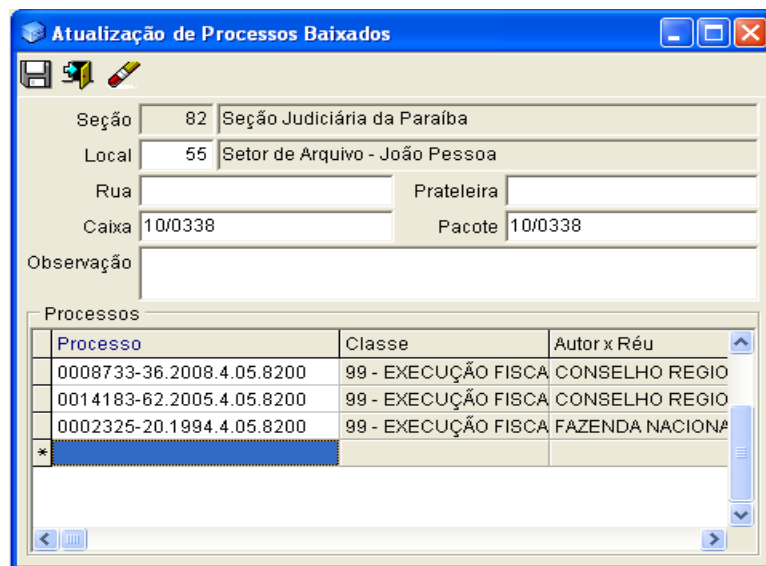 Atualização de Processos Baixados
Seção 82 Seção Judiciária da Paraíba
Local 55 Setor de Arquivo - João Pessoa
Rua Prateleira
Caixa 10/0338 Pacote 10/0338
Observação
Processos
Processo Classe Autor x Réu
0008733-36.2008.4.05.8200 99 - EXECUÇÃO FISCA CONSELHO REGIO
0014183-62.2005.4.05.8200 99 - EXECUÇÃO FISCA CONSELHO REGIO
0002325-20.1994.4.05.8200 99 - EXECUÇÃO FISCA FAZENDA NACIONA
*